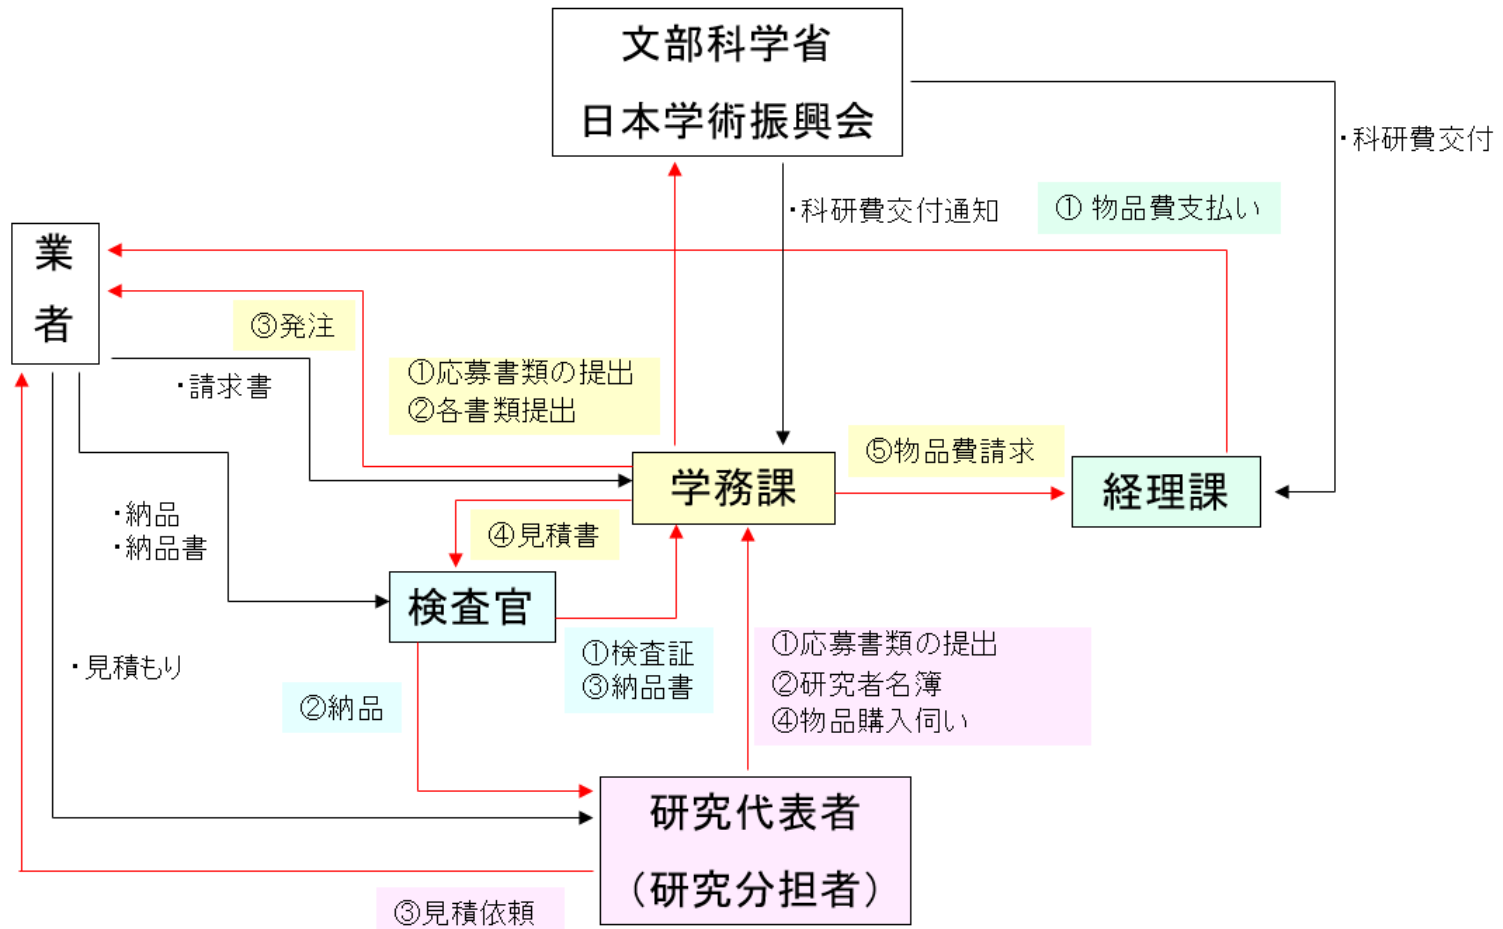 文部科学省
日本学術振興会
・科研費交付
・科研費交付通知
① 物品費支払い
業
者
③発注
・請求書
①応募書類の提出
②各書類提出
⑤物品費請求
学務課
経理課
・納品
・納品書
④見積書
検査官
①検査証
③納品書
①応募書類の提出
②研究者名簿
④物品購入伺い
・見積もり
②納品
研究代表者
（研究分担者）
③見積依頼